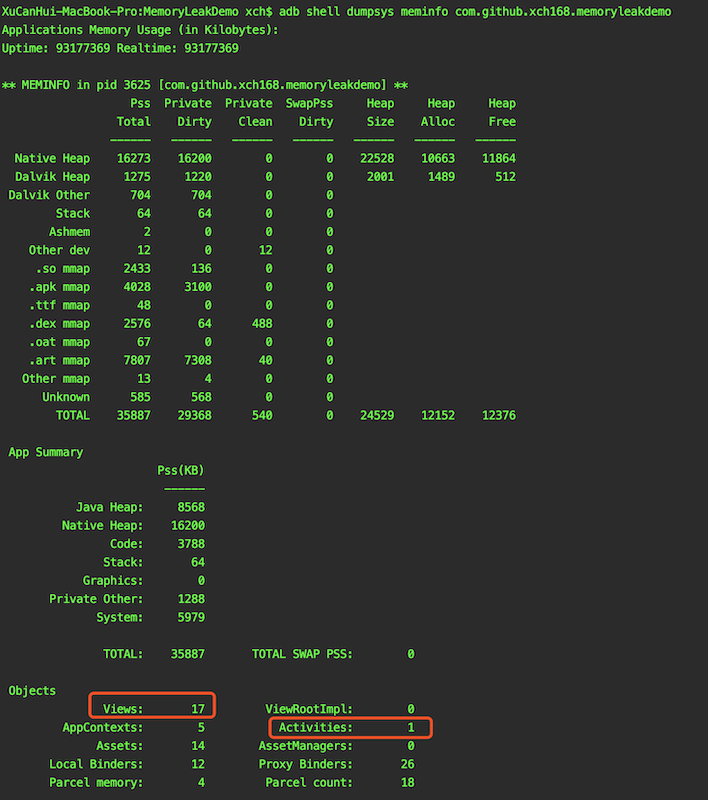 XuCanHui-MacBook-Pro:MemoryLeakDemo xch$ adb shell dumpsys meminfo com.github.xch168.memoryleakdemo
Applications Memory Usage (in Kilobytes):
Uptime: 93177369 Realtime: 93177369
** MEMINFO in pid 3625 [com.github.xch168.memoryleakdemo] **
Pss Private Private SwapPss Heap Heap Heap
Total Dirty Clean Dirty Size Alloc Free
------ ------ ------ ------ ------ ------ ------
Native Heap 16273 16200 0 0 22528 10663 11864
Dalvik Heap 1275 1220 0 0 2001 1489 512
Dalvik Other 704 704 0 0
Stack 64 64 0 0
Ashmem 2 0 0 0
Other dev 12 0 12 0
.so mmap 2433 136 0 0
.apk mmap 4028 3100 0 0
.ttf mmap 48 0 0 0
.dex mmap 2576 64 488 0
.oat mmap 67 0 0 0
.art mmap 7807 7308 40 0
Other mmap 13 4 0 0
Unknown 585 568 0 0
TOTAL 35887 29368 540 0 24529 12152 12376
App Summary
Pss(KB)
------
Java Heap: 8568
Native Heap: 16200
Code: 3788
Stack: 64
Graphics: 0
Private Other: 1288
System: 5979
TOTAL: 35887 TOTAL SWAP PSS: 0
Objects
Views: 17 ViewRootImpl: 0
AppContexts: 5 Activities: 1
Assets: 14 AssetManagers: 0
Local Binders: 12 Proxy Binders: 26
Parcel memory: 4 Parcel count: 18